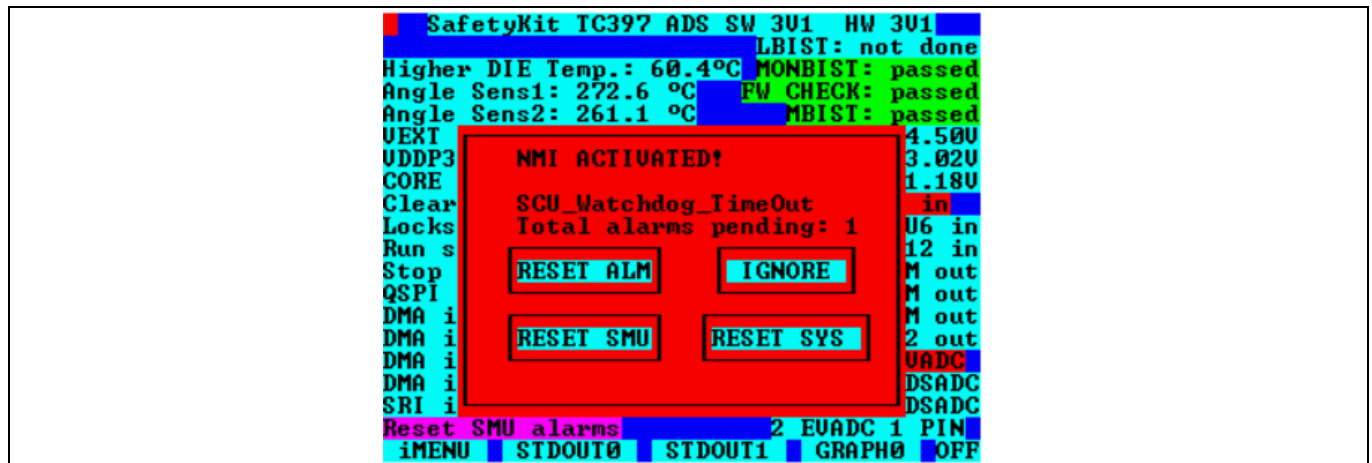 SafetyKit TC397 ADS SW 3V1 HW 3V1
LBIST: not done
Higher DIE Temp.: 60.4ºC MONBIST: passed
Angle Sens1: 272.6 ºC FW CHECK: passed
Angle Sens2: 261.1 ºC MBIST: passed
VEXT 4.50V
VDDP3 NMI ACTIVATED! 3.02V
CORE 1.18V
Clear SCU_Watchdog_TimeOut in
Locks Total alarms pending: 1 U6 in
Run s 12 in
Stop RESET ALM IGNORE M out
QSPI M out
DMA i M out
DMA i RESET SMU RESET SYS 2 out
DMA i VADC
DMA i DSADC
SRI i DSADC
Reset SMU alarms 2 EVADC 1 PIN
iMENU STDOUT0 STDOUT1 GRAPH0 OFF